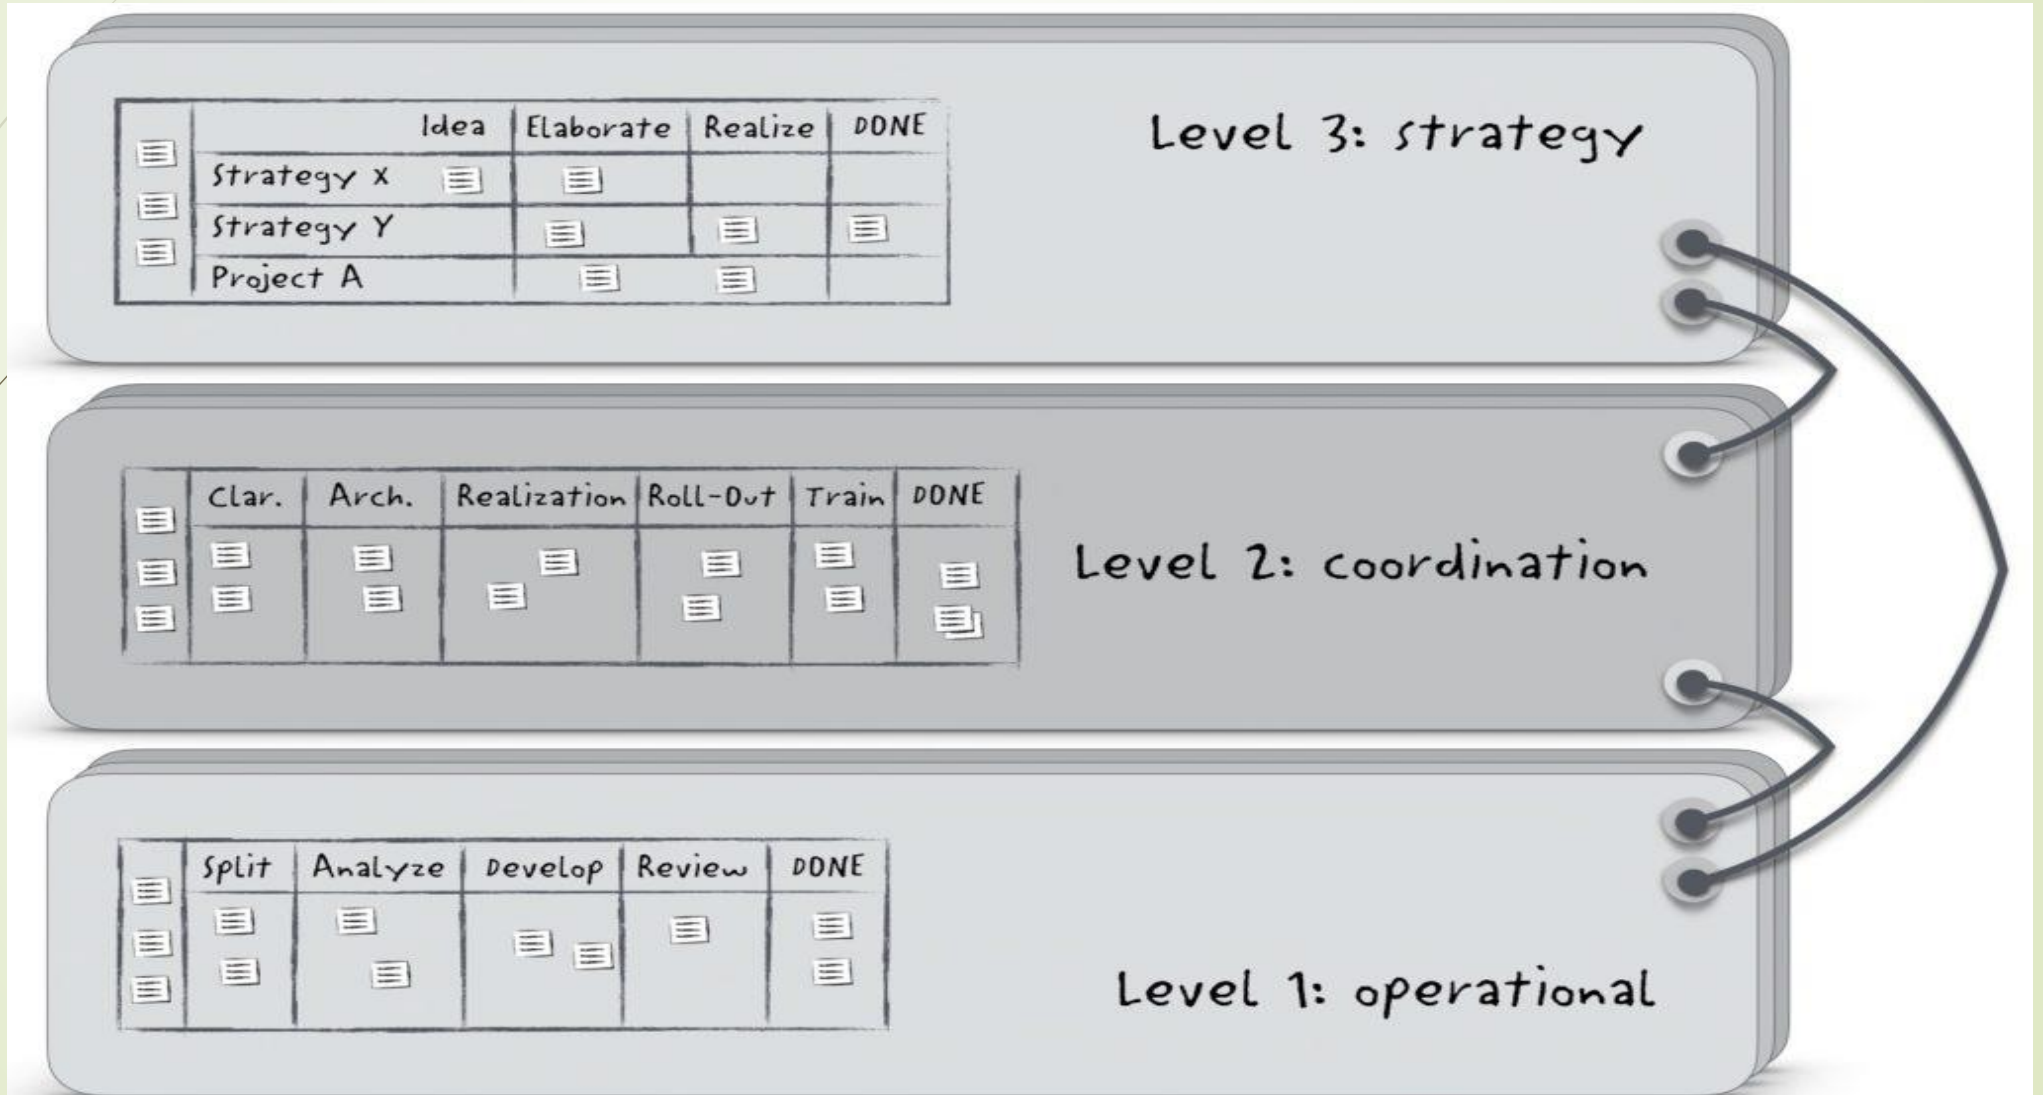 Idea Elaborate Realize DONE
Strategy X
Strategy Y
Project A
Level 3: strategy
Clar. Arch. Realization Roll-Out Train DONE
Level 2: coordination
Split Analyze Develop Review DONE
Level 1: operational